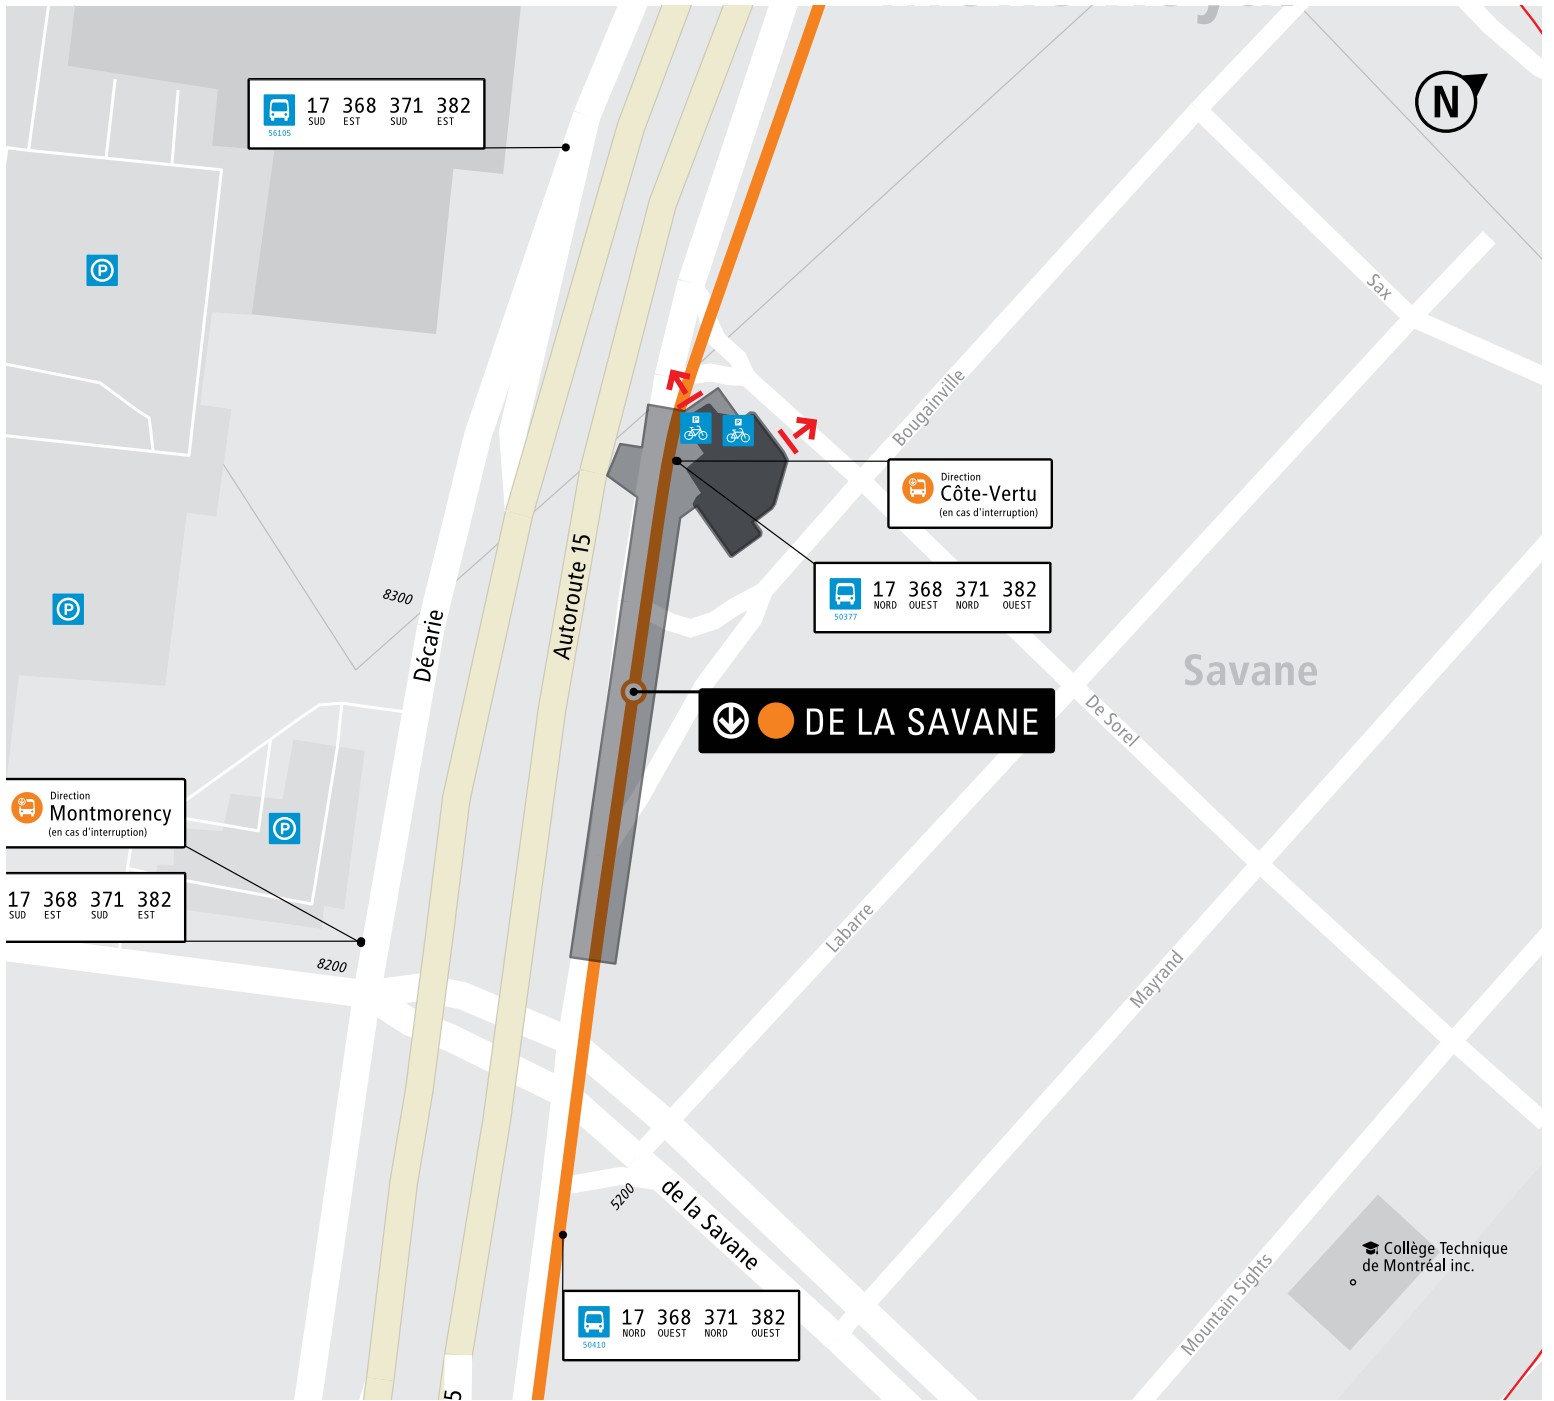 N
17 368 371 382
SUD EST SUD EST
56105
P
Sax
Bougainville
P
P
Direction
Côte-Vertu
(en cas d'interruption)
Autoroute 15
8300
Décarie
17 368 371 382
NORD OUEST NORD OUEST
50377
P
Savane
DE LA SAVANE
De Sorel
Direction
Montmorency
(en cas d'interruption)
P
17 368 371 382
SUD EST SUD EST
Labarre
Mayrand
8200
5200
de la Savane
Collège Technique
de Montréal inc.
Mountain Sights
17 368 371 382
NORD OUEST NORD OUEST
50410
5